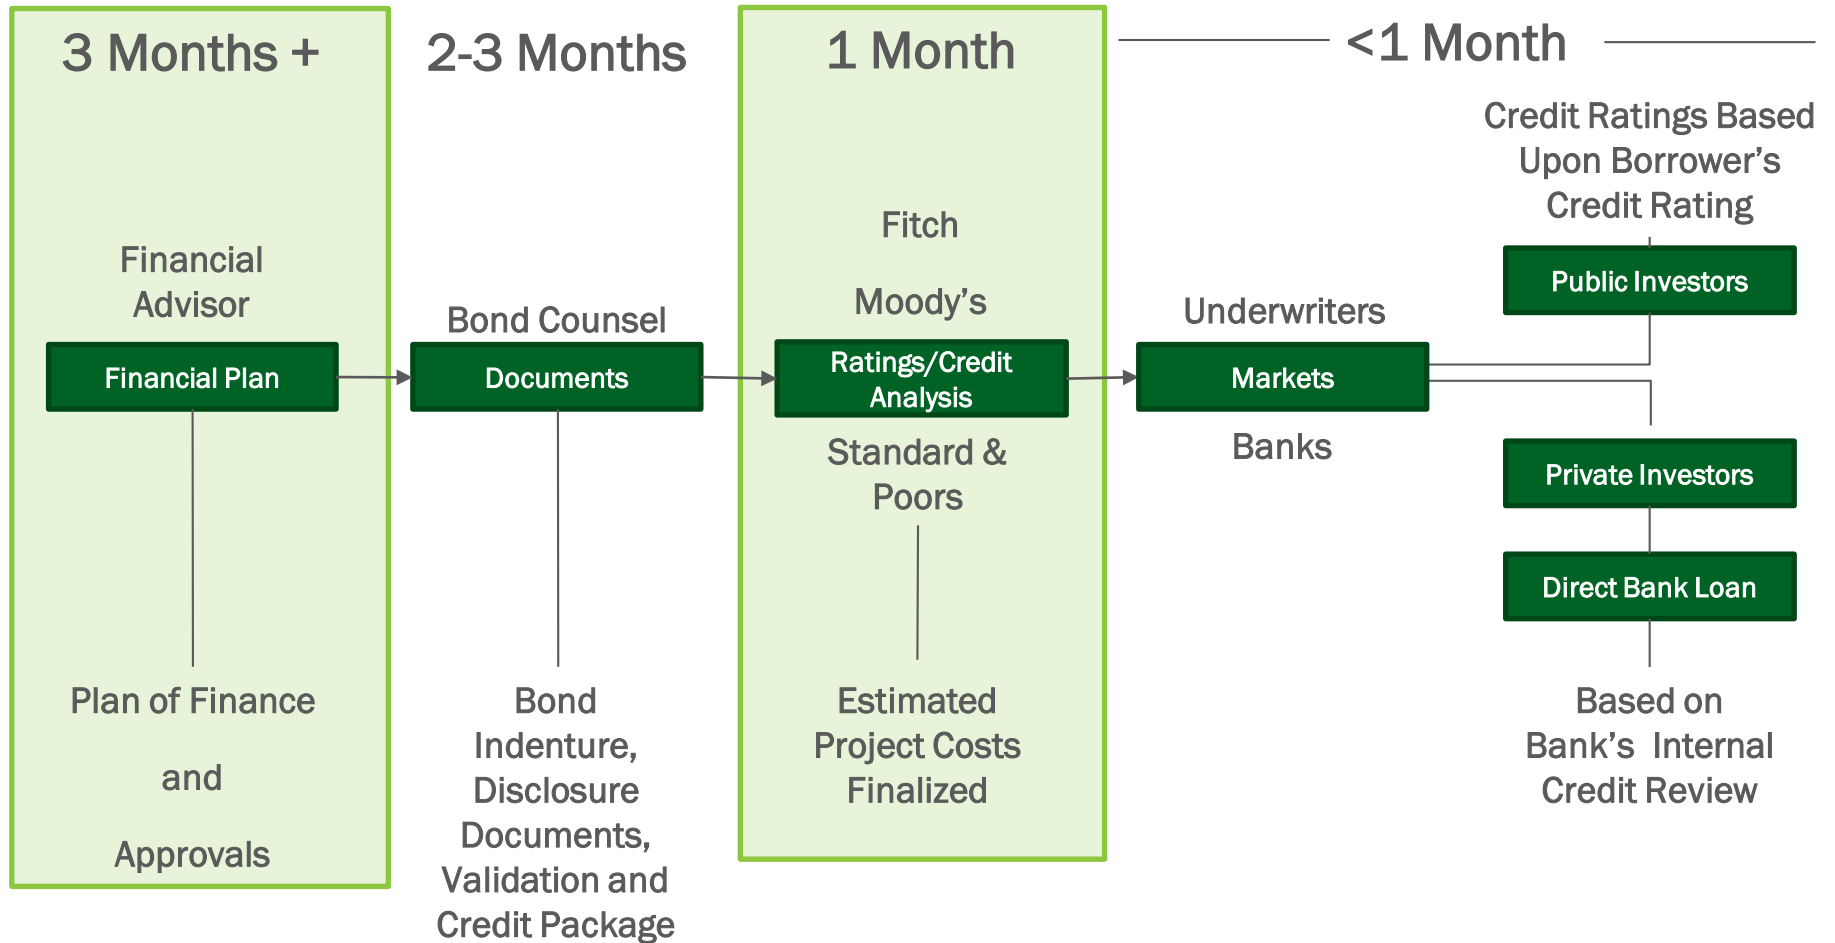 3 Months +
Financial
Advisor
Financial Plan
Plan of Finance
and
Approvals
2-3 Months
Bond Counsel
Documents
Bond
Indenture,
Disclosure
Documents,
Validation and
Credit Package
1 Month
Fitch
Moody's
Ratings/Credit
Analysis
Standard &
Poors
Estimated
Project Costs
Finalized
<1 Month
Underwriters
Markets
Banks
Credit Ratings Based
Upon Borrower's
Credit Rating
Public Investors
Private Investors
Direct Bank Loan
Based on
Bank's  Internal
Credit Review